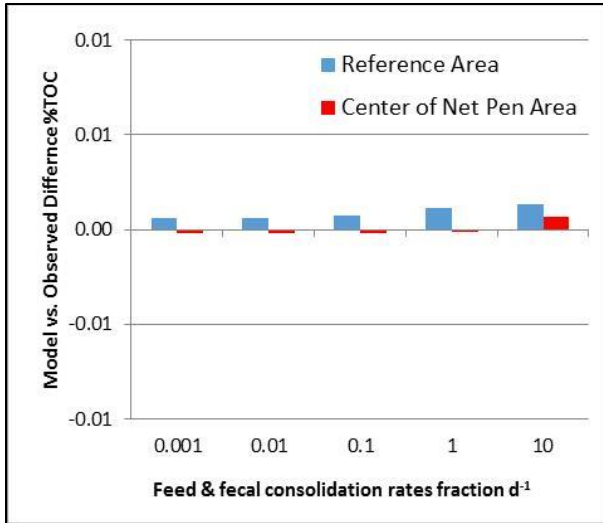 0.01
Reference Area
Center of Net Pen Area
0.01
Model vs. Observed Differnce%TOC
0.00
-0.01
-0.01
0.001 0.01 0.1 1 10
Feed & fecal consolidation rates fraction d⁻¹